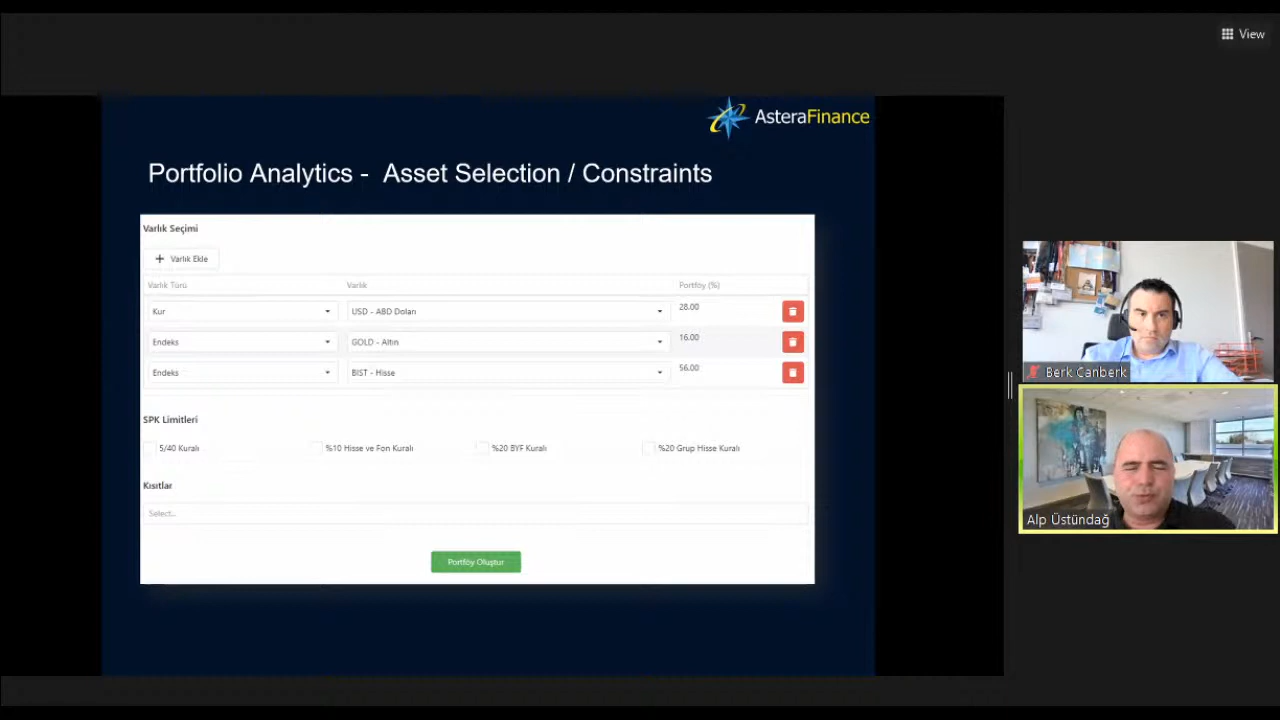 View
AsteraFinance
Portfolio Analytics - Asset Selection / Constraints
Varlık Seçimi
+ Varlık Ekle
Varlık Türü Varlık Portföy (%)
Kur USD - ABD Doları 28.00
Endeks GOLD - Altın 16.00
Endeks BIST - Hisse 56.00
SPK Limitleri
5/40 Kuralı %10 Hisse ve Fon Kuralı %20 BYF Kuralı %20 Grup Hisse Kuralı
Kısıtlar
Select...
Portföy Oluştur
Berk Canberk
Alp Üstündağ